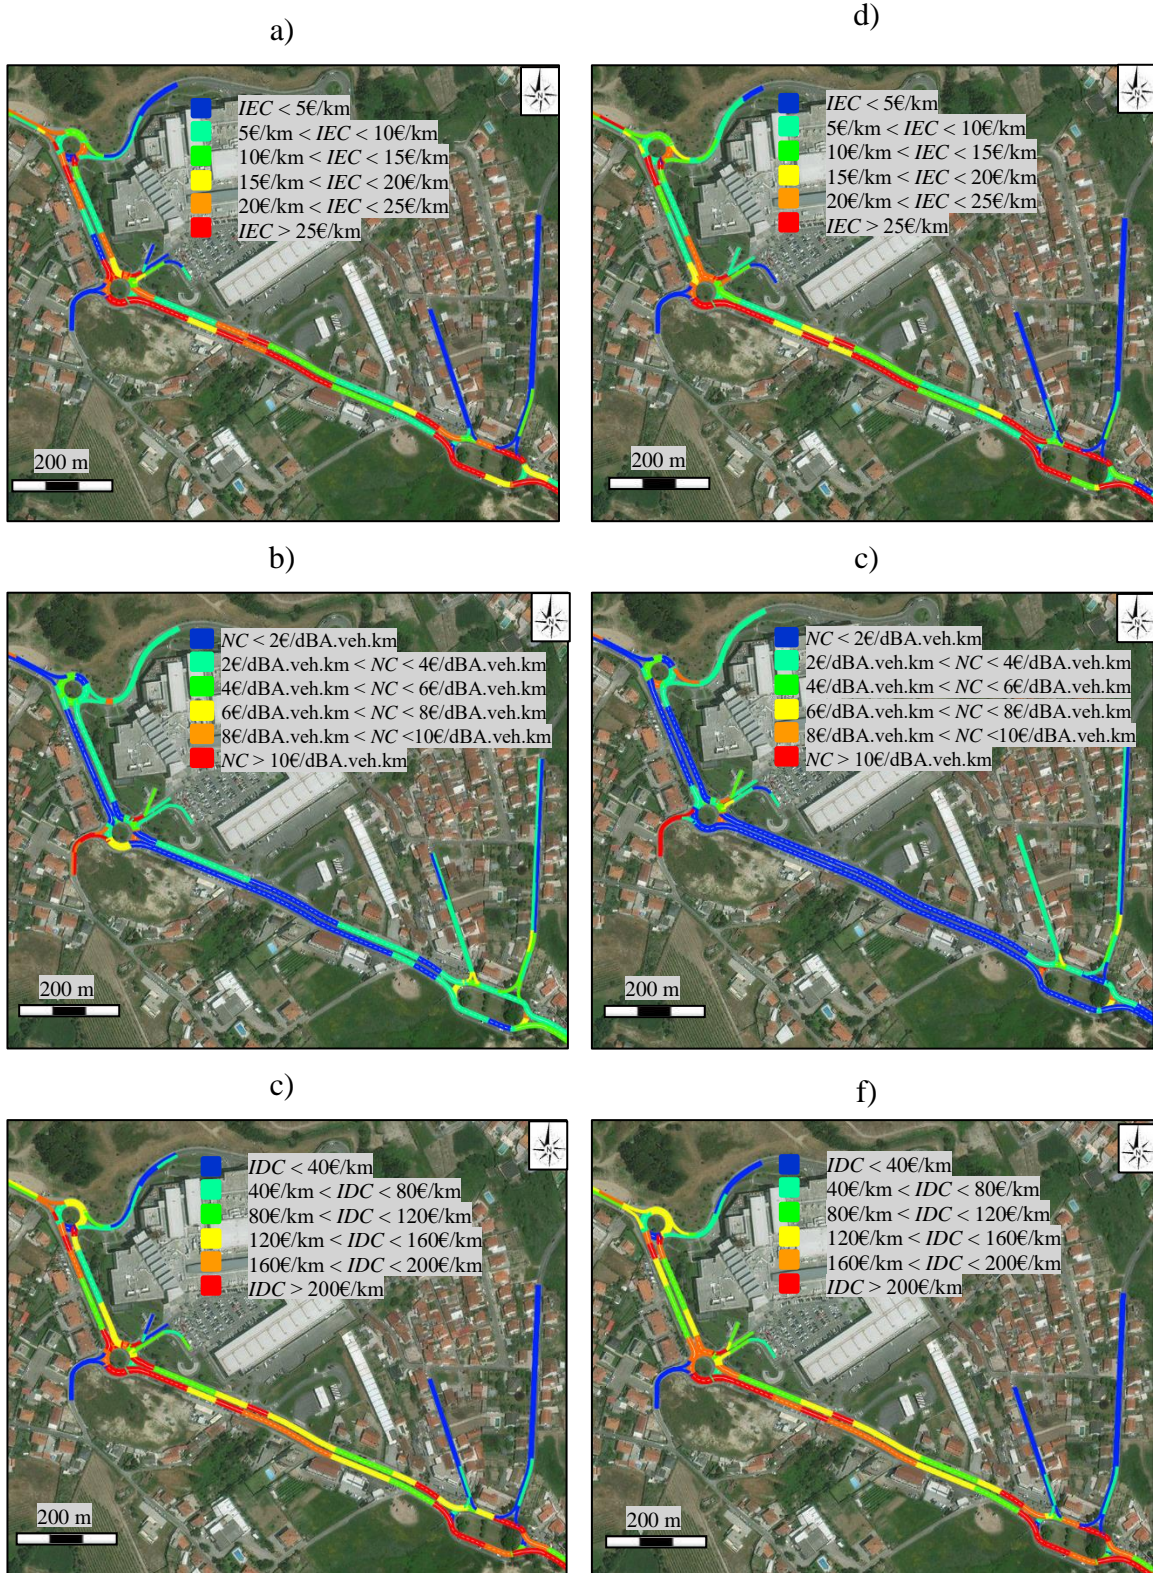 a)
IEC < 5€/km
5€/km < IEC < 10€/km
10€/km < IEC < 15€/km
15€/km < IEC < 20€/km
20€/km < IEC < 25€/km
IEC > 25€/km
N
200 m
d)
IEC < 5€/km
5€/km < IEC < 10€/km
10€/km < IEC < 15€/km
15€/km < IEC < 20€/km
20€/km < IEC < 25€/km
IEC > 25€/km
N
200 m
b)
NC < 2€/dBA.veh.km
2€/dBA.veh.km < NC < 4€/dBA.veh.km
4€/dBA.veh.km < NC < 6€/dBA.veh.km
6€/dBA.veh.km < NC < 8€/dBA.veh.km
8€/dBA.veh.km < NC <10€/dBA.veh.km
NC > 10€/dBA.veh.km
N
200 m
c)
NC < 2€/dBA.veh.km
2€/dBA.veh.km < NC < 4€/dBA.veh.km
4€/dBA.veh.km < NC < 6€/dBA.veh.km
6€/dBA.veh.km < NC < 8€/dBA.veh.km
8€/dBA.veh.km < NC <10€/dBA.veh.km
NC > 10€/dBA.veh.km
N
200 m
c)
IDC < 40€/km
40€/km < IDC < 80€/km
80€/km < IDC < 120€/km
120€/km < IDC < 160€/km
160€/km < IDC < 200€/km
IDC > 200€/km
N
200 m
f)
IDC < 40€/km
40€/km < IDC < 80€/km
80€/km < IDC < 120€/km
120€/km < IDC < 160€/km
160€/km < IDC < 200€/km
IDC > 200€/km
N
200 m